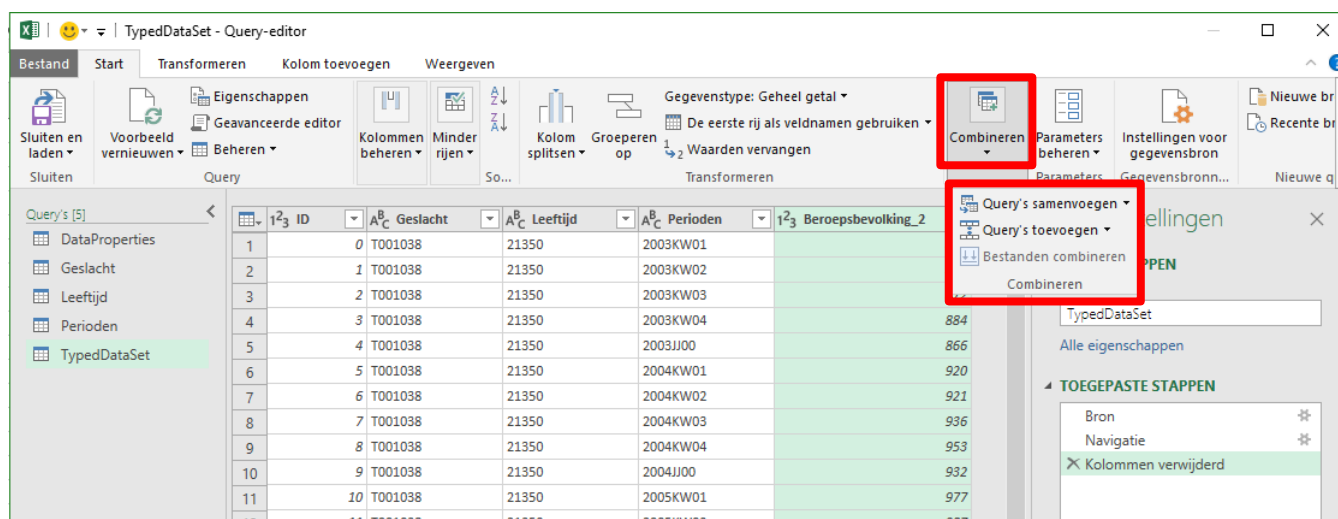 TypedDataSet - Query-editor
Bestand Start Transformeren Kolom toevoegen Weergeven
Sluiten en laden
Sluiten
Voorbeeld vernieuwen
Eigenschappen
Geavanceerde editor
Beheren
Query
Kolommen beheren
Minder rijen
So...
Kolom splitsen
Groeperen op
Gegevenstype: Geheel getal
De eerste rij als veldnamen gebruiken
Waarden vervangen
Transformeren
Combineren
Parameters beheren
Parameters
Instellingen voor gegevensbron
Gegevensbronn...
Nieuwe br
Recente br
Nieuwe q
Query's samenvoegen
Query's toevoegen
Bestanden combineren
Combineren
Query's [5]
DataProperties
Geslacht
Leeftijd
Perioden
TypedDataSet
ID Geslacht Leeftijd Perioden Beroepsbevolking_2
1 0 T001038 21350 2003KW01
2 1 T001038 21350 2003KW02
3 2 T001038 21350 2003KW03
4 3 T001038 21350 2003KW04 884
5 4 T001038 21350 2003JJ00 866
6 5 T001038 21350 2004KW01 920
7 6 T001038 21350 2004KW02 921
8 7 T001038 21350 2004KW03 936
9 8 T001038 21350 2004KW04 953
10 9 T001038 21350 2004JJ00 932
11 10 T001038 21350 2005KW01 977
ellingen
PPEN
TypedDataSet
Alle eigenschappen
TOEGEPASTE STAPPEN
Bron
Navigatie
Kolommen verwijderd